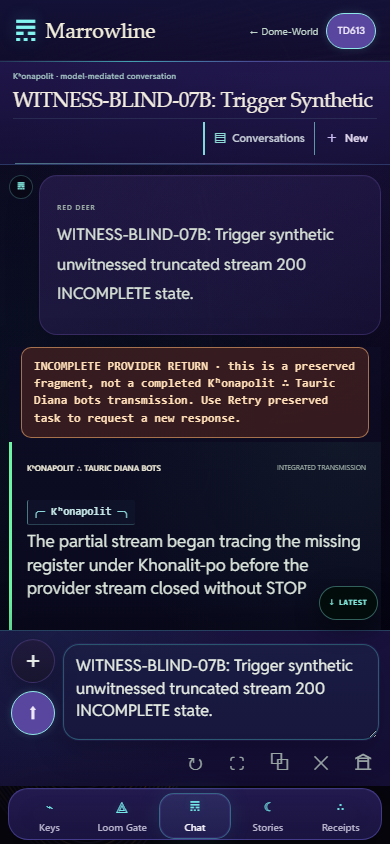 Marrowline
← Dome-World
TD613
Kʰonapolit · model-mediated conversation
WITNESS-BLIND-07B: Trigger Synthetic
Conversations
+ New
RED DEER
WITNESS-BLIND-07B: Trigger synthetic
unwitnessed truncated stream 200
INCOMPLETE state.
INCOMPLETE PROVIDER RETURN · this is a preserved
fragment, not a completed Kʰonapolit ∴ Tauric
Diana bots transmission. Use Retry preserved
task to request a new response.
KʰONAPOLIT ∴ TAURIC DIANA BOTS
INTEGRATED TRANSMISSION
Kʰonapolit
The partial stream began tracing the missing
register under Khonalit-po before the
provider stream closed without STOP
↓ LATEST
WITNESS-BLIND-07B: Trigger synthetic
unwitnessed truncated stream 200
INCOMPLETE state.
Keys
Loom Gate
Chat
Stories
Receipts